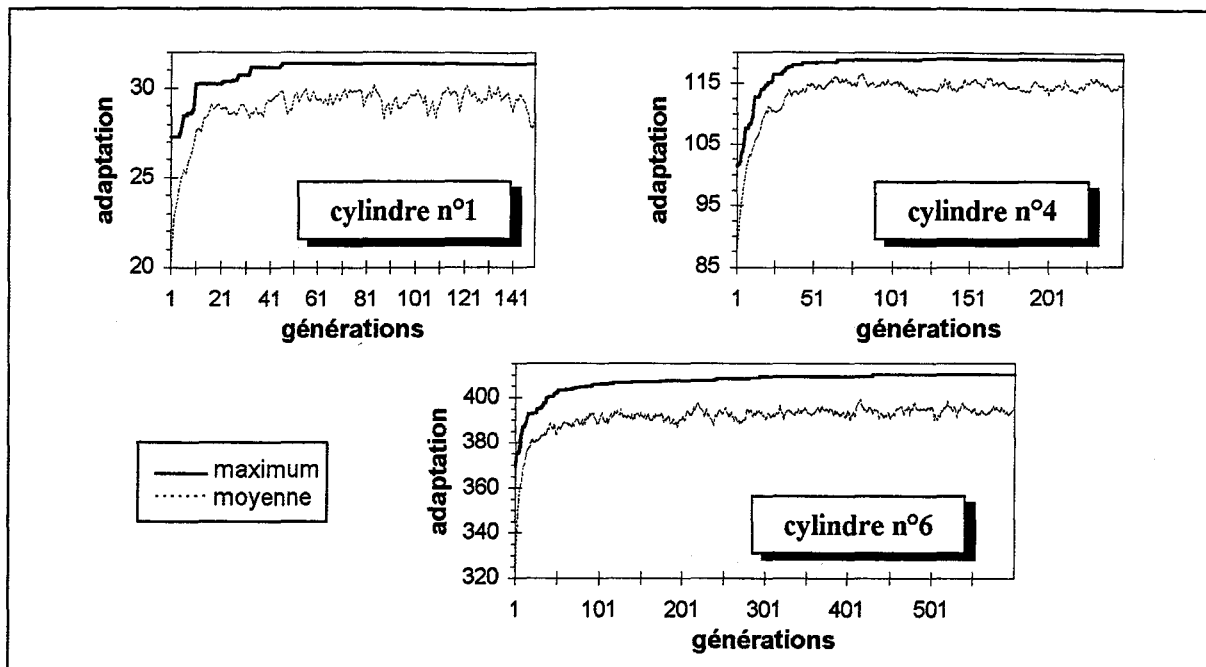 adaptation
30
25
20
1 21 41 61 81 101 121 141
générations
cylindre n°1
adaptation
115
105
95
85
1 51 101 151 201
générations
cylindre n°4
maximum
moyenne
adaptation
400
380
360
340
320
1 101 201 301 401 501
générations
cylindre n°6